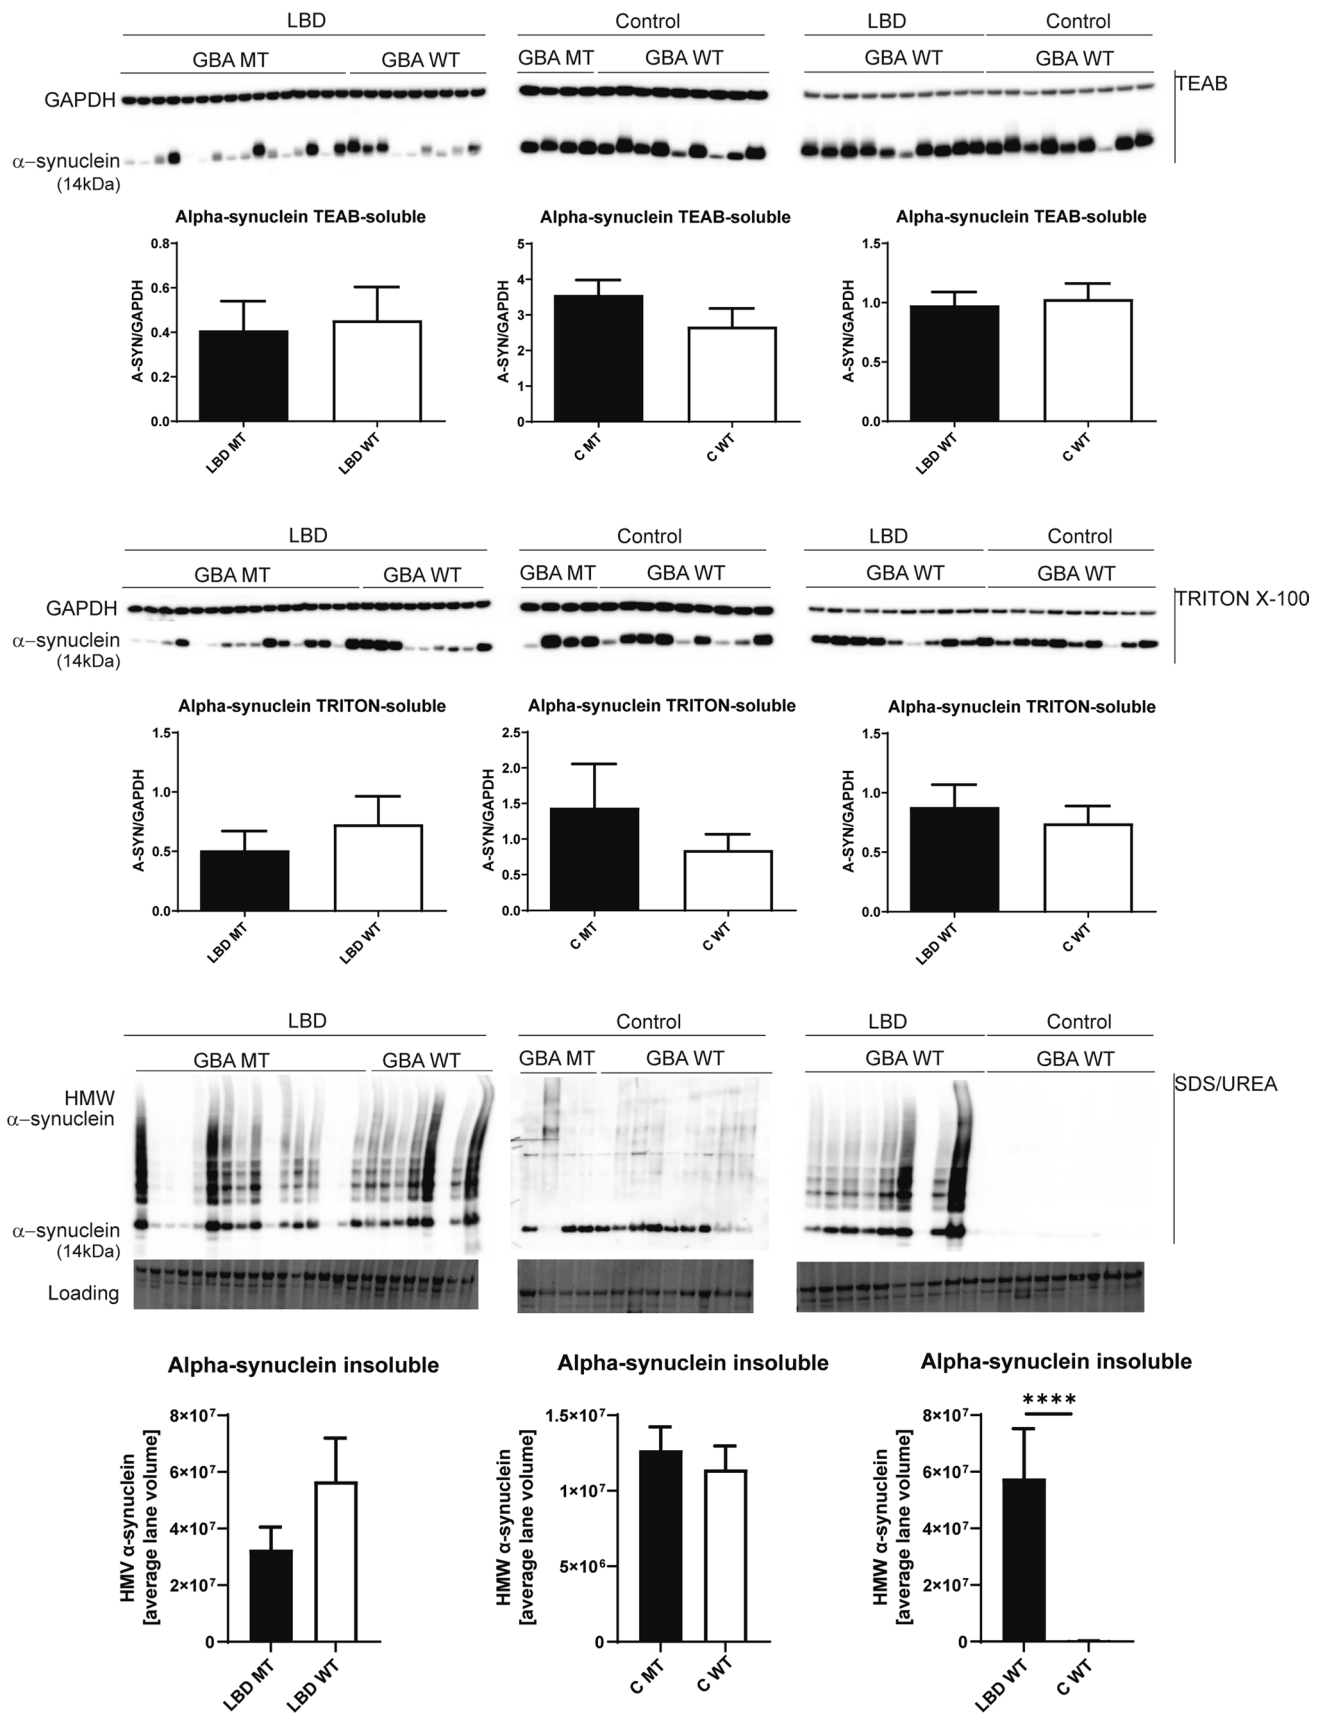 LBD Control LBD Control
GBA MT GBA WT GBA MT GBA WT GBA WT GBA WT
GAPDH TEAB
α−synuclein
(14kDa)
Alpha-synuclein TEAB-soluble Alpha-synuclein TEAB-soluble Alpha-synuclein TEAB-soluble
A-SYN/GAPDH
0.8
0.6
0.4
0.2
0.0
LBD MT LBD WT
A-SYN/GAPDH
5
4
3
2
1
0
C MT C WT
A-SYN/GAPDH
1.5
1.0
0.5
0.0
LBD WT C WT
LBD Control LBD Control
GBA MT GBA WT GBA MT GBA WT GBA WT GBA WT
GAPDH TRITON X-100
α−synuclein
(14kDa)
Alpha-synuclein TRITON-soluble Alpha-synuclein TRITON-soluble Alpha-synuclein TRITON-soluble
A-SYN/GAPDH
1.5
1.0
0.5
0.0
LBD MT LBD WT
A-SYN/GAPDH
2.5
2.0
1.5
1.0
0.5
0.0
C MT C WT
A-SYN/GAPDH
1.5
1.0
0.5
0.0
LBD WT C WT
LBD Control LBD Control
GBA MT GBA WT GBA MT GBA WT GBA WT GBA WT
HMW SDS/UREA
α−synuclein
α−synuclein
(14kDa)
Loading
Alpha-synuclein insoluble Alpha-synuclein insoluble Alpha-synuclein insoluble
HMV α-synuclein
[average lane volume]
8×10⁷
6×10⁷
4×10⁷
2×10⁷
0
LBD MT LBD WT
HMW α-synuclein
[average lane volume]
1.5×10⁷
1×10⁷
5×10⁶
0
C MT C WT
HMW α-synuclein
[average lane volume]
****
8×10⁷
6×10⁷
4×10⁷
2×10⁷
0
LBD WT C WT